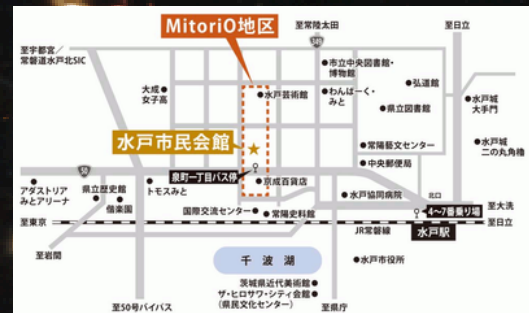 MitoriO地区
至常陸太田
至日立
349
至宇都宮／
常磐道水戸北SIC
市立中央図書館・
博物館
弘道館
大成
女子高
水戸芸術館
わんぱーく・
みと
県立図書館
水戸城
大手門
水戸市民会館
常陽藝文センター
水戸城
二の丸角櫓
中央郵便局
50
泉町一丁目バス停
京成百貨店
アダストリア
みとアリーナ
県立歴史館
偕楽園
トモスみと
水戸協同病院
北口
至大洗
国際交流センター
常陽史料館
4〜7番乗り場
至東京
JR常磐線
水戸駅
至日立
至岩間
千波湖
水戸市役所
茨城県近代美術館
ザ・ヒロサワ・シティ会館
（県民文化センター）
至50号バイパス
至県庁